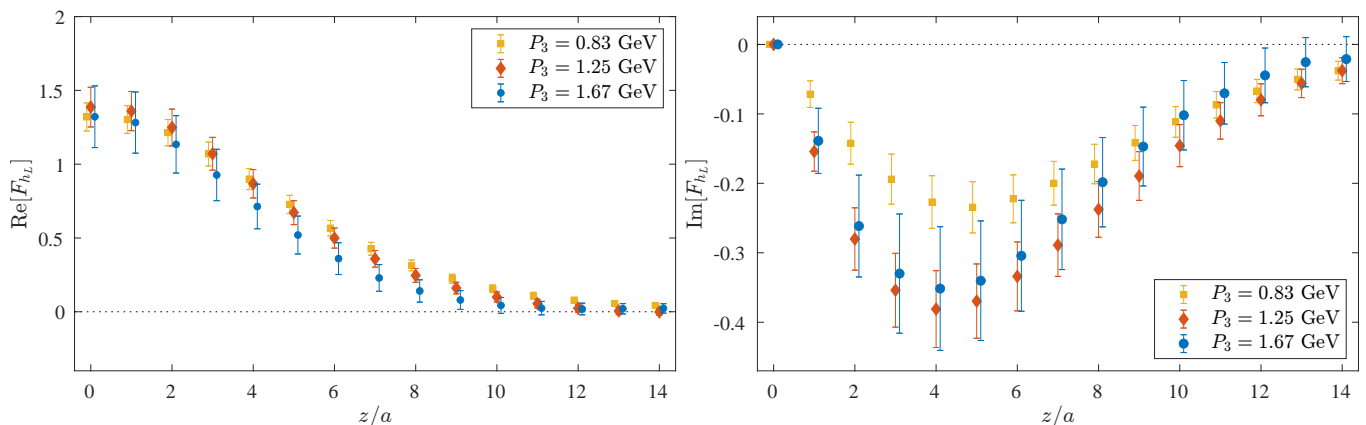 2
1.5
1
0.5
0
Re[F_{h_L}]
P_3 = 0.83 GeV
P_3 = 1.25 GeV
P_3 = 1.67 GeV
0 2 4 6 8 10 12 14
z/a
0
-0.1
-0.2
-0.3
-0.4
Im[F_{h_L}]
P_3 = 0.83 GeV
P_3 = 1.25 GeV
P_3 = 1.67 GeV
0 2 4 6 8 10 12 14
z/a